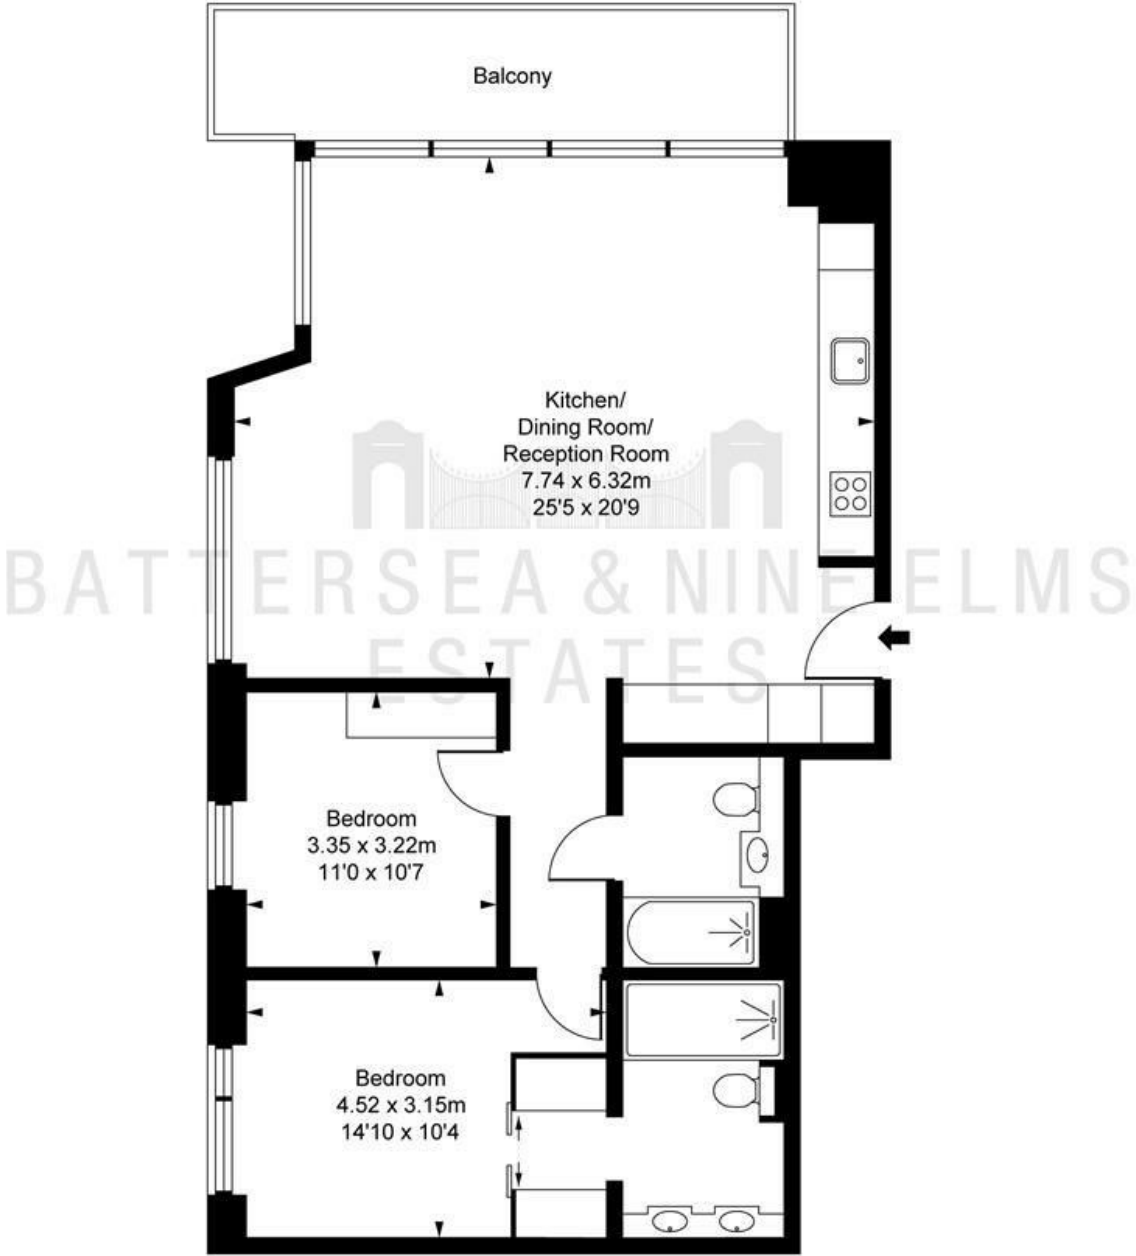 Balcony
Kitchen/
Dining Room/
Reception Room
7.74 x 6.32m
25'5 x 20'9
BATTERSEA & NINE ELMS
ESTATES
Bedroom
3.35 x 3.22m
11'0 x 10'7
Bedroom
4.52 x 3.15m
14'10 x 10'4